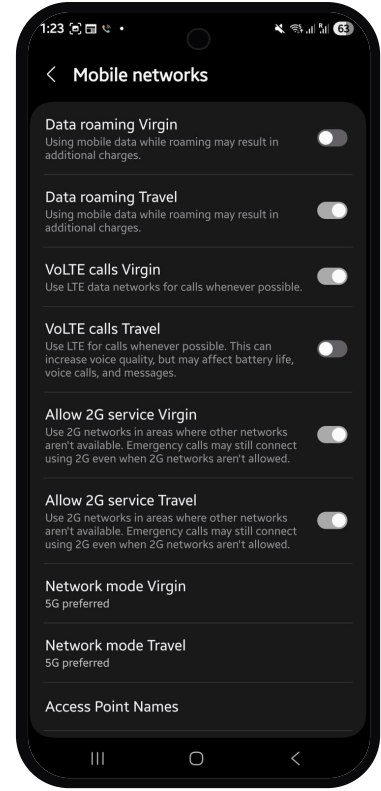 1:23
63
Mobile networks
Data roaming Virgin
Using mobile data while roaming may result in
additional charges.
Data roaming Travel
Using mobile data while roaming may result in
additional charges.
VoLTE calls Virgin
Use LTE data networks for calls whenever possible.
VoLTE calls Travel
Use LTE for calls whenever possible. This can
increase voice quality, but may affect battery life,
voice calls, and messages.
Allow 2G service Virgin
Use 2G networks in areas where other networks
aren't available. Emergency calls may still connect
using 2G even when 2G networks aren't allowed.
Allow 2G service Travel
Use 2G networks in areas where other networks
aren't available. Emergency calls may still connect
using 2G even when 2G networks aren't allowed.
Network mode Virgin
5G preferred
Network mode Travel
5G preferred
Access Point Names